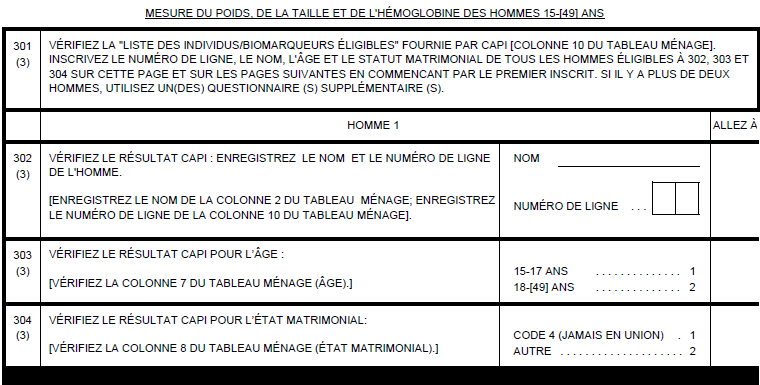 MESURE DU POIDS, DE LA TAILLE ET DE L'HÉMOGLOBINE DES HOMMES 15-[49] ANS
301
(3)
VÉRIFIEZ LA "LISTE DES INDIVIDUS/BIOMARQUEURS ÉLIGIBLES" FOURNIE PAR CAPI [COLONNE 10 DU TABLEAU MÉNAGE].
INSCRIVEZ LE NUMÉRO DE LIGNE, LE NOM, L'ÂGE ET LE STATUT MATRIMONIAL DE TOUS LES HOMMES ÉLIGIBLES À 302, 303 ET
304 SUR CETTE PAGE ET SUR LES PAGES SUIVANTES EN COMMENCANT PAR LE PREMIER INSCRIT. SI IL Y A PLUS DE DEUX
HOMMES, UTILISEZ UN(DES) QUESTIONNAIRE (S) SUPPLÉMENTAIRE (S).
HOMME 1
ALLEZ À
302
(3)
VÉRIFIEZ LE RÉSULTAT CAPI : ENREGISTREZ LE NOM ET LE NUMÉRO DE LIGNE
DE L'HOMME.
[ENREGISTREZ LE NOM DE LA COLONNE 2 DU TABLEAU MÉNAGE; ENREGISTREZ
LE NUMÉRO DE LIGNE DE LA COLONNE 10 DU TABLEAU MÉNAGE].
NOM
NUMÉRO DE LIGNE . . .
303
(3)
VÉRIFIEZ LE RÉSULTAT CAPI POUR L'ÂGE :
[VÉRIFIEZ LA COLONNE 7 DU TABLEAU MÉNAGE (ÂGE).]
15-17 ANS . . . . . . . . . . . . . . 1
18-[49] ANS . . . . . . . . . . . . . . 2
304
(3)
VÉRIFIEZ LE RÉSULTAT CAPI POUR L'ÉTAT MATRIMONIAL:
[VÉRIFIEZ LA COLONNE 8 DU TABLEAU MÉNAGE (ÉTAT MATRIMONIAL).]
CODE 4 (JAMAIS EN UNION) . 1
AUTRE . . . . . . . . . . . . . . . . . . . . 2